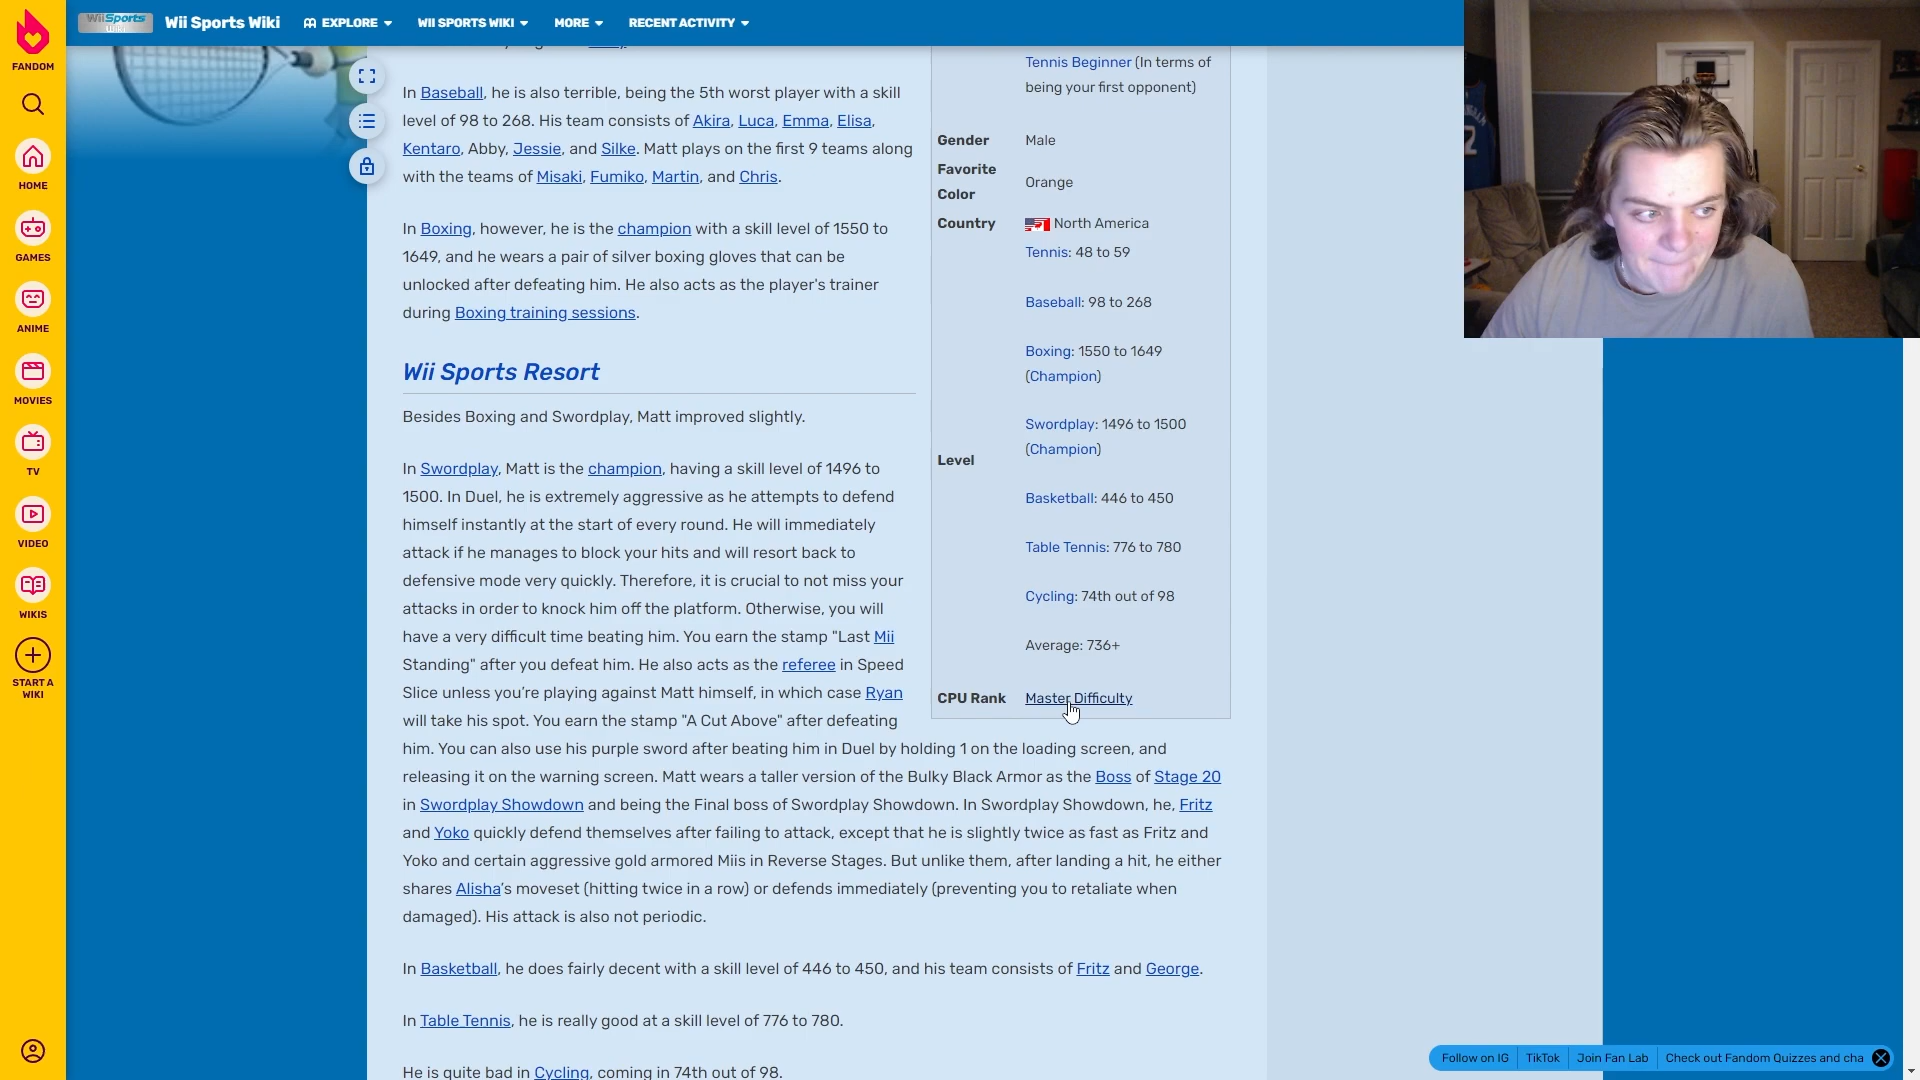 WiiSports
Wiki
Wii Sports Wiki
EXPLORE
WII SPORTS WIKI
MORE
RECENT ACTIVITY
FANDOM
HOME
GAMES
ANIME
MOVIES
TV
VIDEO
WIKIS
START A
WIKI
In Baseball, he is also terrible, being the 5th worst player with a skill
level of 98 to 268. His team consists of Akira, Luca, Emma, Elisa,
Kentaro, Abby, Jessie, and Silke. Matt plays on the first 9 teams along
with the teams of Misaki, Fumiko, Martin, and Chris.
In Boxing, however, he is the champion with a skill level of 1550 to
1649, and he wears a pair of silver boxing gloves that can be
unlocked after defeating him. He also acts as the player's trainer
during Boxing training sessions.
Wii Sports Resort
Besides Boxing and Swordplay, Matt improved slightly.
In Swordplay, Matt is the champion, having a skill level of 1496 to
1500. In Duel, he is extremely aggressive as he attempts to defend
himself instantly at the start of every round. He will immediately
attack if he manages to block your hits and will resort back to
defensive mode very quickly. Therefore, it is crucial to not miss your
attacks in order to knock him off the platform. Otherwise, you will
have a very difficult time beating him. You earn the stamp "Last Mii
Standing" after you defeat him. He also acts as the referee in Speed
Slice unless you’re playing against Matt himself, in which case Ryan
will take his spot. You earn the stamp "A Cut Above" after defeating
him. You can also use his purple sword after beating him in Duel by holding 1 on the loading screen, and
releasing it on the warning screen. Matt wears a taller version of the Bulky Black Armor as the Boss of Stage 20
in Swordplay Showdown and being the Final boss of Swordplay Showdown. In Swordplay Showdown, he, Fritz
and Yoko quickly defend themselves after failing to attack, except that he is slightly twice as fast as Fritz and
Yoko and certain aggressive gold armored Miis in Reverse Stages. But unlike them, after landing a hit, he either
shares Alisha’s moveset (hitting twice in a row) or defends immediately (preventing you to retaliate when
damaged). His attack is also not periodic.
In Basketball, he does fairly decent with a skill level of 446 to 450, and his team consists of Fritz and George.
In Table Tennis, he is really good at a skill level of 776 to 780.
He is quite bad in Cycling, coming in 74th out of 98.
Tennis Beginner (In terms of
being your first opponent)
Gender Male
Favorite
Color
Orange
Country North America
Level
Tennis: 48 to 59
Baseball: 98 to 268
Boxing: 1550 to 1649
(Champion)
Swordplay: 1496 to 1500
(Champion)
Basketball: 446 to 450
Table Tennis: 776 to 780
Cycling: 74th out of 98
Average: 736+
CPU Rank Master Difficulty
Follow on IG
TikTok
Join Fan Lab
Check out Fandom Quizzes and cha